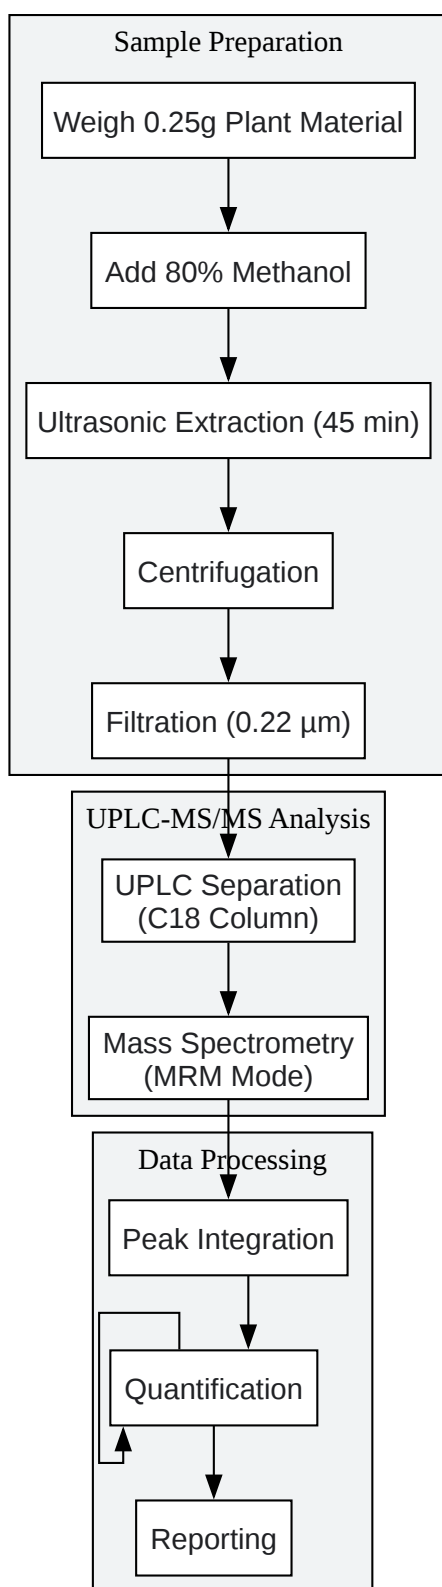 Sample Preparation
Weigh 0.25g Plant Material
Add 80% Methanol
Ultrasonic Extraction (45 min)
Centrifugation
Filtration (0.22 µm)
UPLC-MS/MS Analysis
UPLC Separation
(C18 Column)
Mass Spectrometry
(MRM Mode)
Data Processing
Peak Integration
Quantification
Reporting